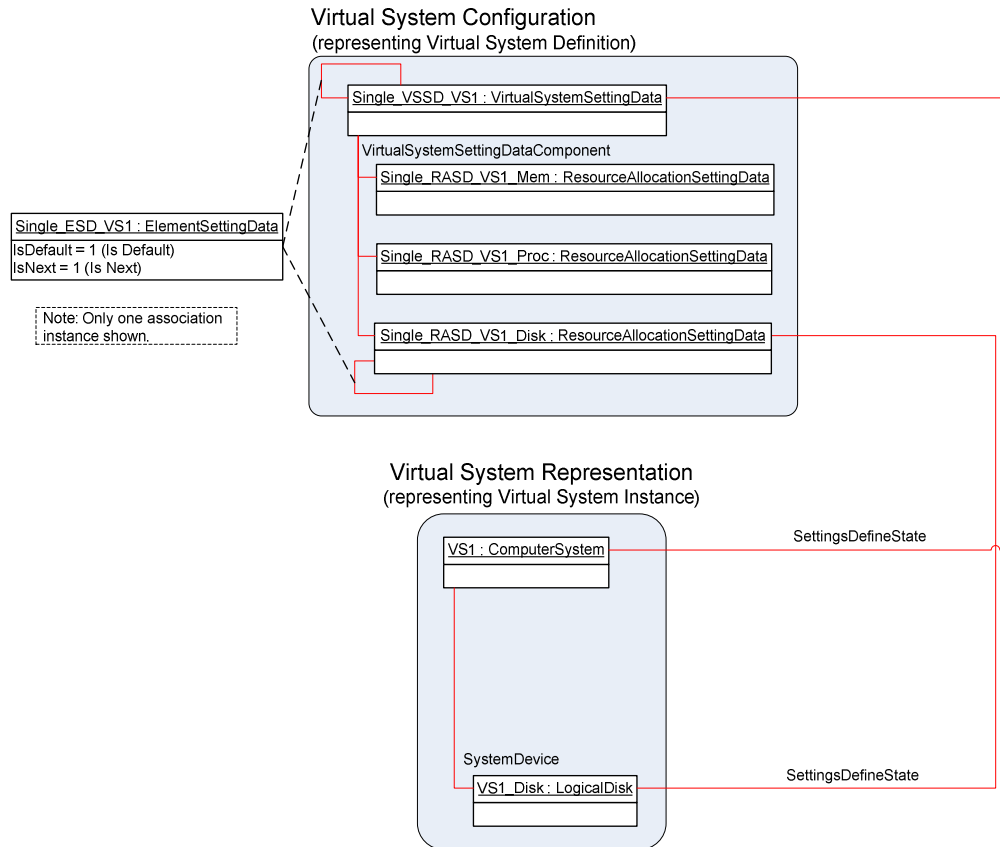 Virtual System Configuration
(representing Virtual System Definition)
Single_VSSD_VS1 : VirtualSystemSettingData
VirtualSystemSettingDataComponent
Single_RASD_VS1_Mem : ResourceAllocationSettingData
Single_ESD_VS1 : ElementSettingData
IsDefault = 1 (Is Default)
IsNext = 1 (Is Next)
Single_RASD_VS1_Proc : ResourceAllocationSettingData
Note: Only one association
instance shown.
Single_RASD_VS1_Disk : ResourceAllocationSettingData
Virtual System Representation
(representing Virtual System Instance)
VS1 : ComputerSystem
SettingsDefineState
SystemDevice
VS1_Disk : LogicalDisk
SettingsDefineState